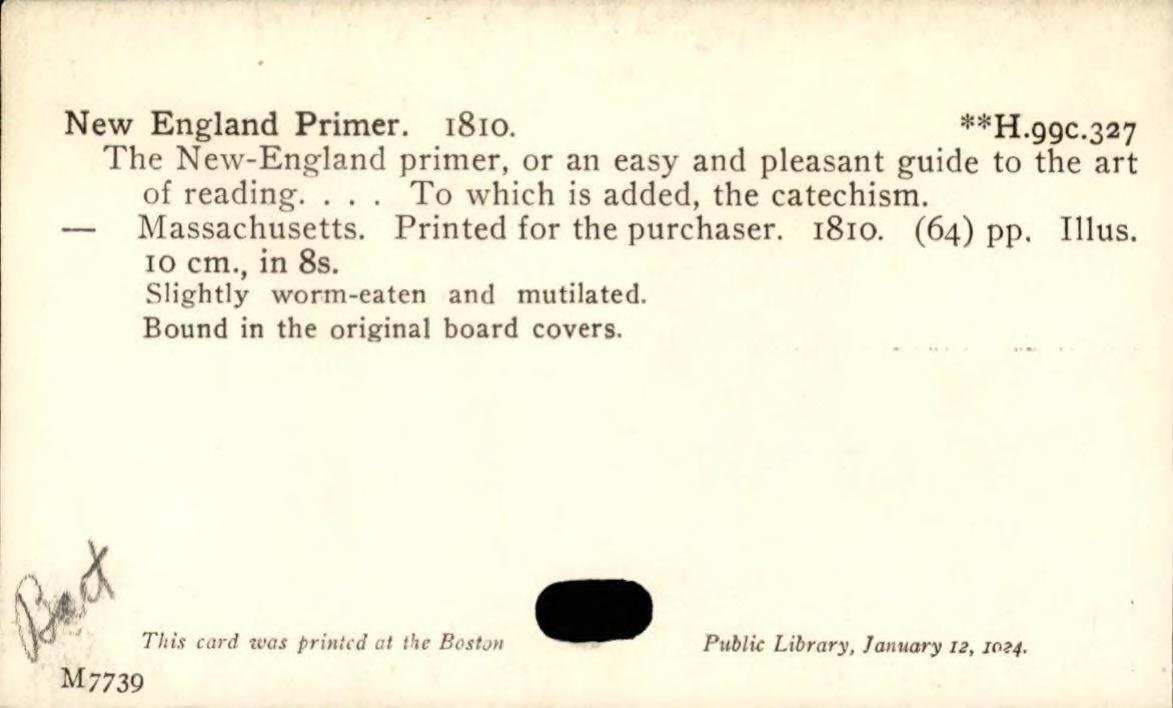 New England Primer. 1810. **H.99C.327
The New-England primer, or an easy and pleasant guide to the art
of reading. . . . To which is added, the catechism.
— Massachusetts. Printed for the purchaser. 1810. (64) pp. Illus.
10 cm., in 8s.
Slightly worm-eaten and mutilated.
Bound in the original board covers.
This card was printed at the Boston Public Library, January 12, 1924.
M7739